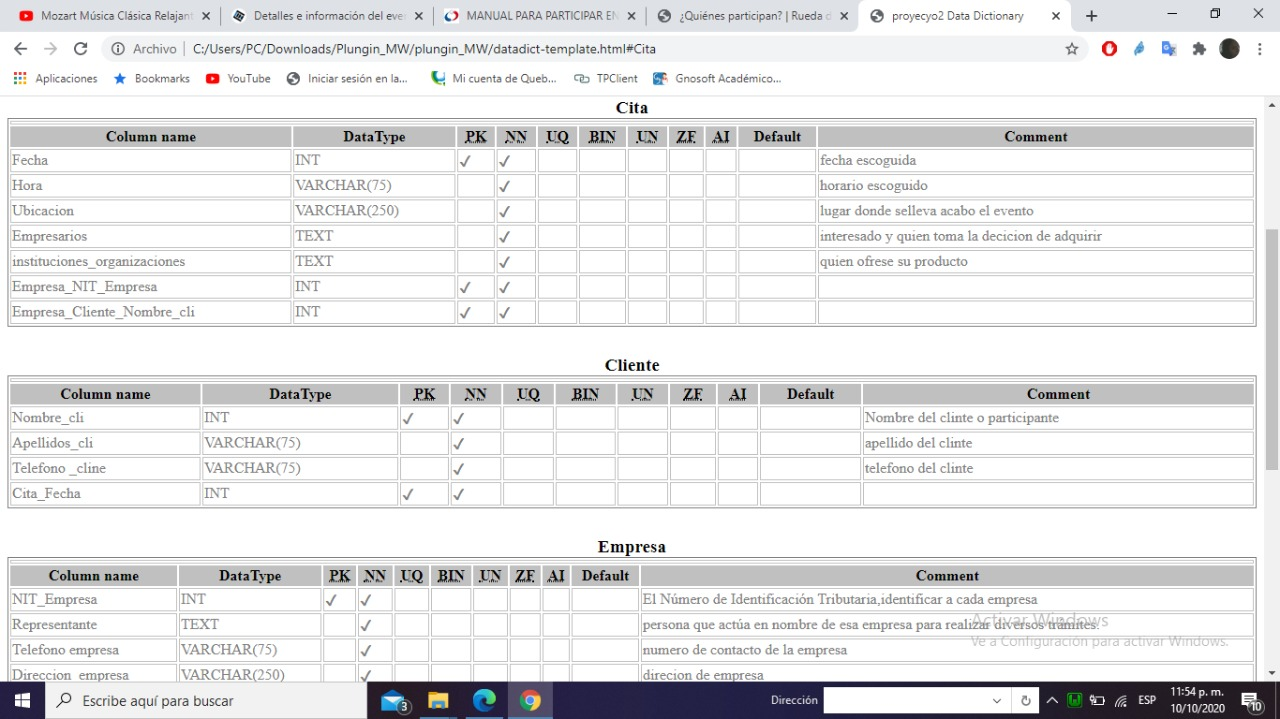 Mozart Música Clásica Relajant
Detalles e información del ever
MANUAL PARA PARTICIPAR EN
¿Quiénes participan? | Rueda d
proyecyo2 Data Dictionary
Archivo | C:/Users/PC/Downloads/Plungin_MW/plungin_MW/datadict-template.html#Cita
Aplicaciones Bookmarks YouTube Iniciar sesión en la... Mi cuenta de Queb... TPClient Gnosoft Académico...
Cita
Column name DataType PK NN UQ BIN UN ZF AI Default Comment
Fecha INT ✓ ✓ fecha escoguida
Hora VARCHAR(75) ✓ horario escoguido
Ubicacion VARCHAR(250) ✓ lugar donde selleva acabo el evento
Empresarios TEXT ✓ interesado y quien toma la decicion de adquirir
instituciones_organizaciones TEXT ✓ quien ofrese su producto
Empresa_NIT_Empresa INT ✓ ✓
Empresa_Cliente_Nombre_cli INT ✓ ✓
Cliente
Column name DataType PK NN UQ BIN UN ZF AI Default Comment
Nombre_cli INT ✓ ✓ Nombre del clinte o participante
Apellidos_cli VARCHAR(75) ✓ apellido del clinte
Telefono _cline VARCHAR(75) ✓ telefono del clinte
Cita_Fecha INT ✓ ✓
Empresa
Column name DataType PK NN UQ BIN UN ZF AI Default Comment
NIT_Empresa INT ✓ ✓ El Número de Identificación Tributaria,identificar a cada empresa
Representante TEXT ✓ persona que actúa en nombre de esa empresa para realizar diversos trámites.
Telefono empresa VARCHAR(75) ✓ numero de contacto de la empresa
Direccion_empresa VARCHAR(250) ✓ direcion de empresa
Activar Windows
Ve a Configuración para activar Windows.
Escribe aquí para buscar
3
Dirección
ESP
11:54 p. m.
10/10/2020
10